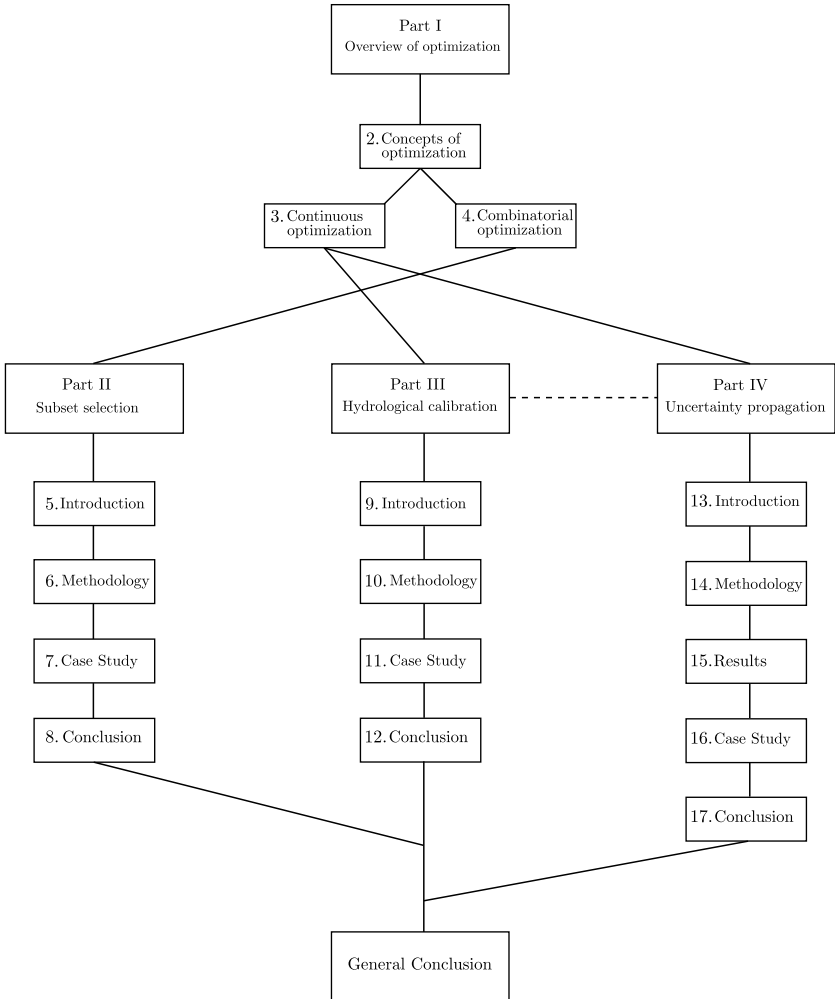 Part I
Overview of optimization
2. Concepts of
optimization
3. Continuous
optimization
4. Combinatorial
optimization
Part II
Subset selection
Part III
Hydrological calibration
Part IV
Uncertainty propagation
5. Introduction
6. Methodology
7. Case Study
8. Conclusion
9. Introduction
10. Methodology
11. Case Study
12. Conclusion
13. Introduction
14. Methodology
15. Results
16. Case Study
17. Conclusion
General Conclusion